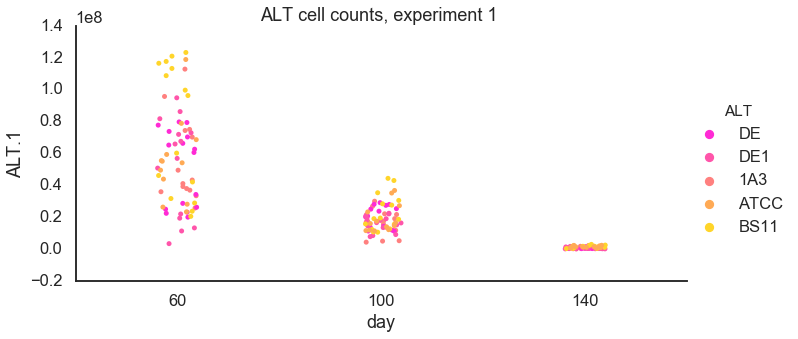 ALT cell counts, experiment 1
1e8
1.4
1.2
1.0
0.8
0.6
0.4
0.2
0.0
−0.2
ALT.1
60
100
140
day
ALT
DE
DE1
1A3
ATCC
BS11